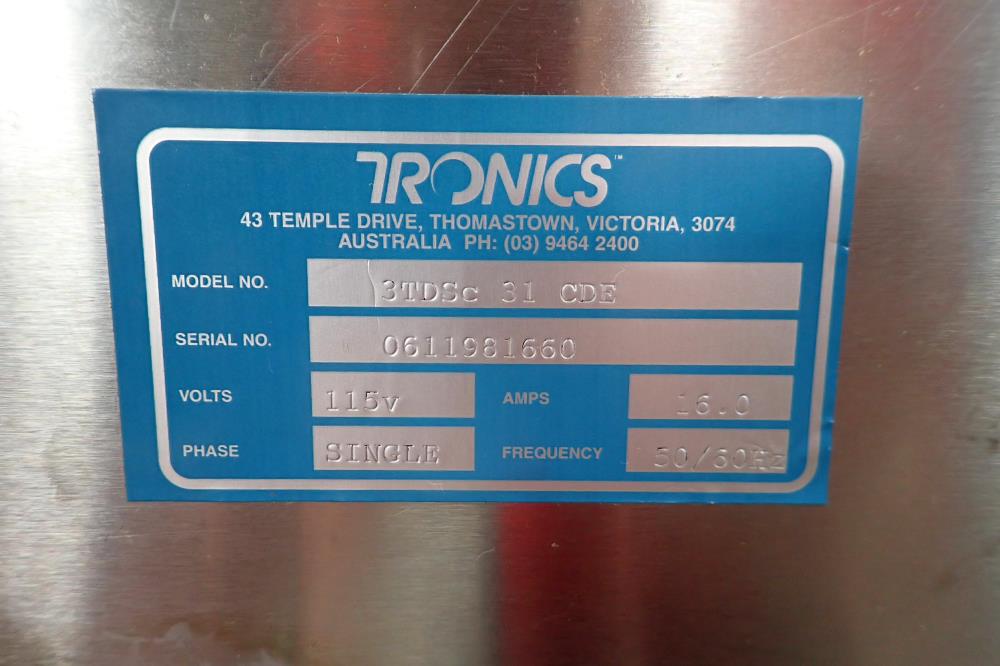 TRONICS™
43 TEMPLE DRIVE, THOMASTOWN, VICTORIA, 3074
AUSTRALIA PH: (03) 9464 2400
MODEL NO. 3TDSc 31 CDE
SERIAL NO. 0611981660
VOLTS 115v AMPS 16.0
PHASE SINGLE FREQUENCY 50/60Hz